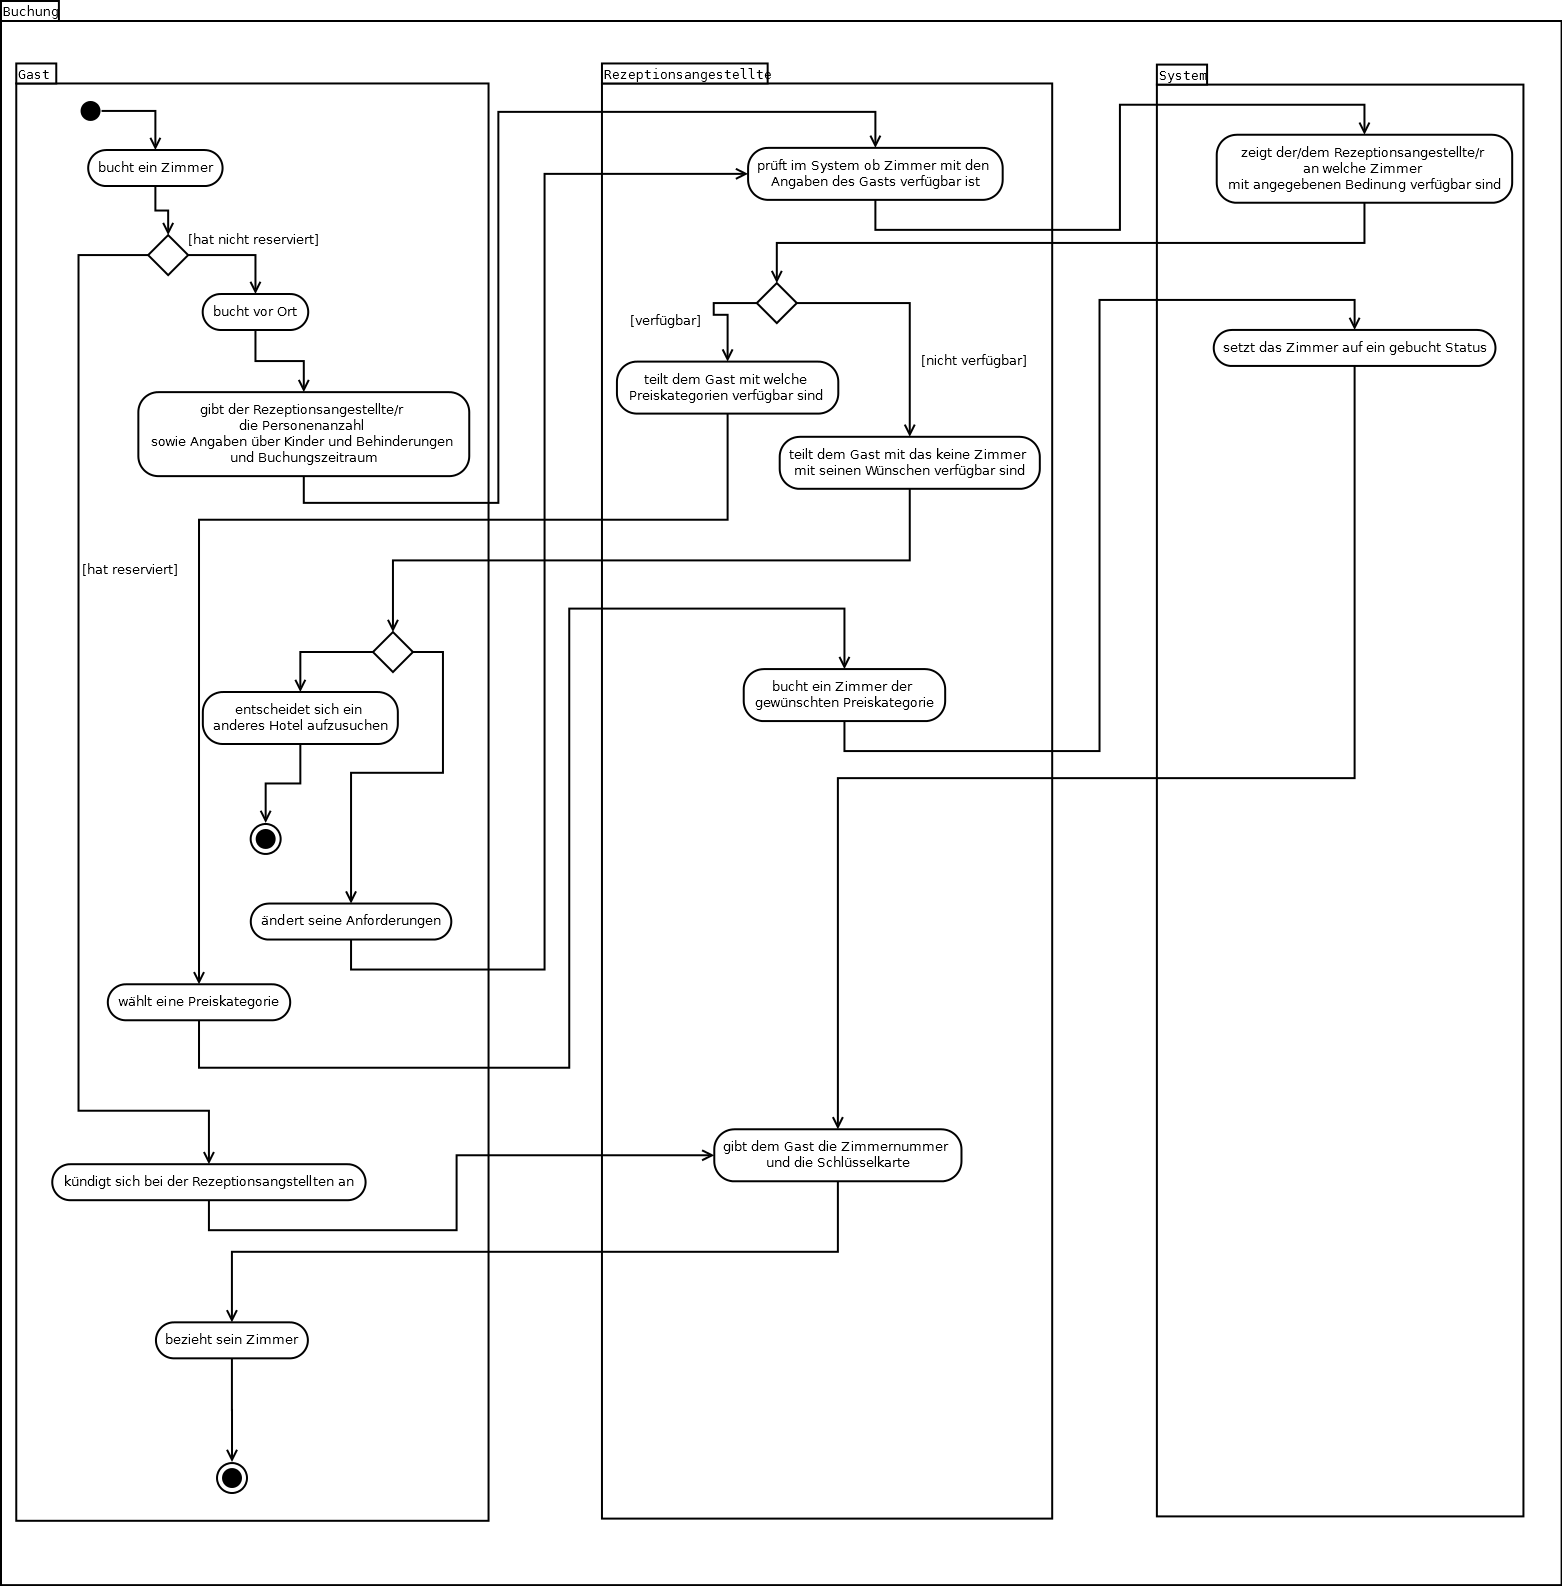 Buchung
Gast
bucht ein Zimmer
[hat nicht reserviert]
bucht vor Ort
gibt der Rezeptionsangestellte/r
die Personenanzahl
sowie Angaben über Kinder und Behinderungen
und Buchungszeitraum
[hat reserviert]
entscheidet sich ein
anderes Hotel aufzusuchen
ändert seine Anforderungen
wählt eine Preiskategorie
kündigt sich bei der Rezeptionsangstellten an
bezieht sein Zimmer
Rezeptionsangestellte
prüft im System ob Zimmer mit den
Angaben des Gasts verfügbar ist
[verfügbar]
[nicht verfügbar]
teilt dem Gast mit welche
Preiskategorien verfügbar sind
teilt dem Gast mit das keine Zimmer
mit seinen Wünschen verfügbar sind
bucht ein Zimmer der
gewünschten Preiskategorie
gibt dem Gast die Zimmernummer
und die Schlüsselkarte
System
zeigt der/dem Rezeptionsangestellte/r
an welche Zimmer
mit angegebenen Bedinung verfügbar sind
setzt das Zimmer auf ein gebucht Status